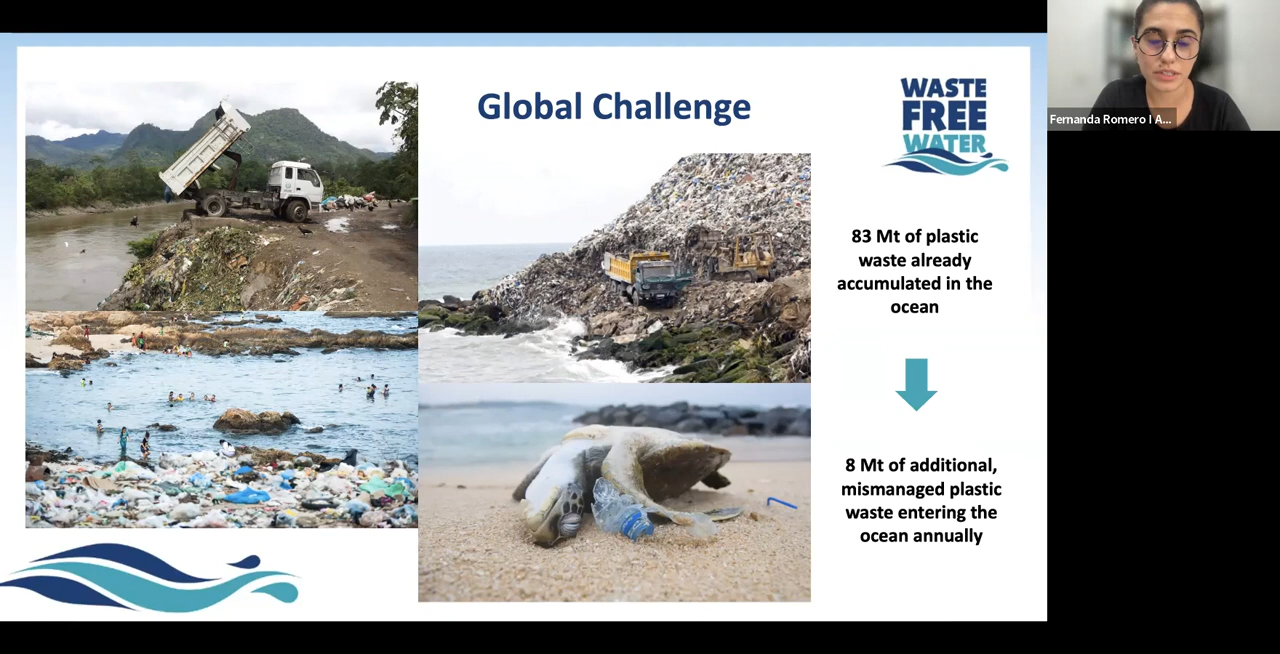 Global Challenge
WASTE
FREE
WATER
83 Mt of plastic
waste already
accumulated in the
ocean
8 Mt of additional,
mismanaged plastic
waste entering the
ocean annually
Fernanda Romero I A...